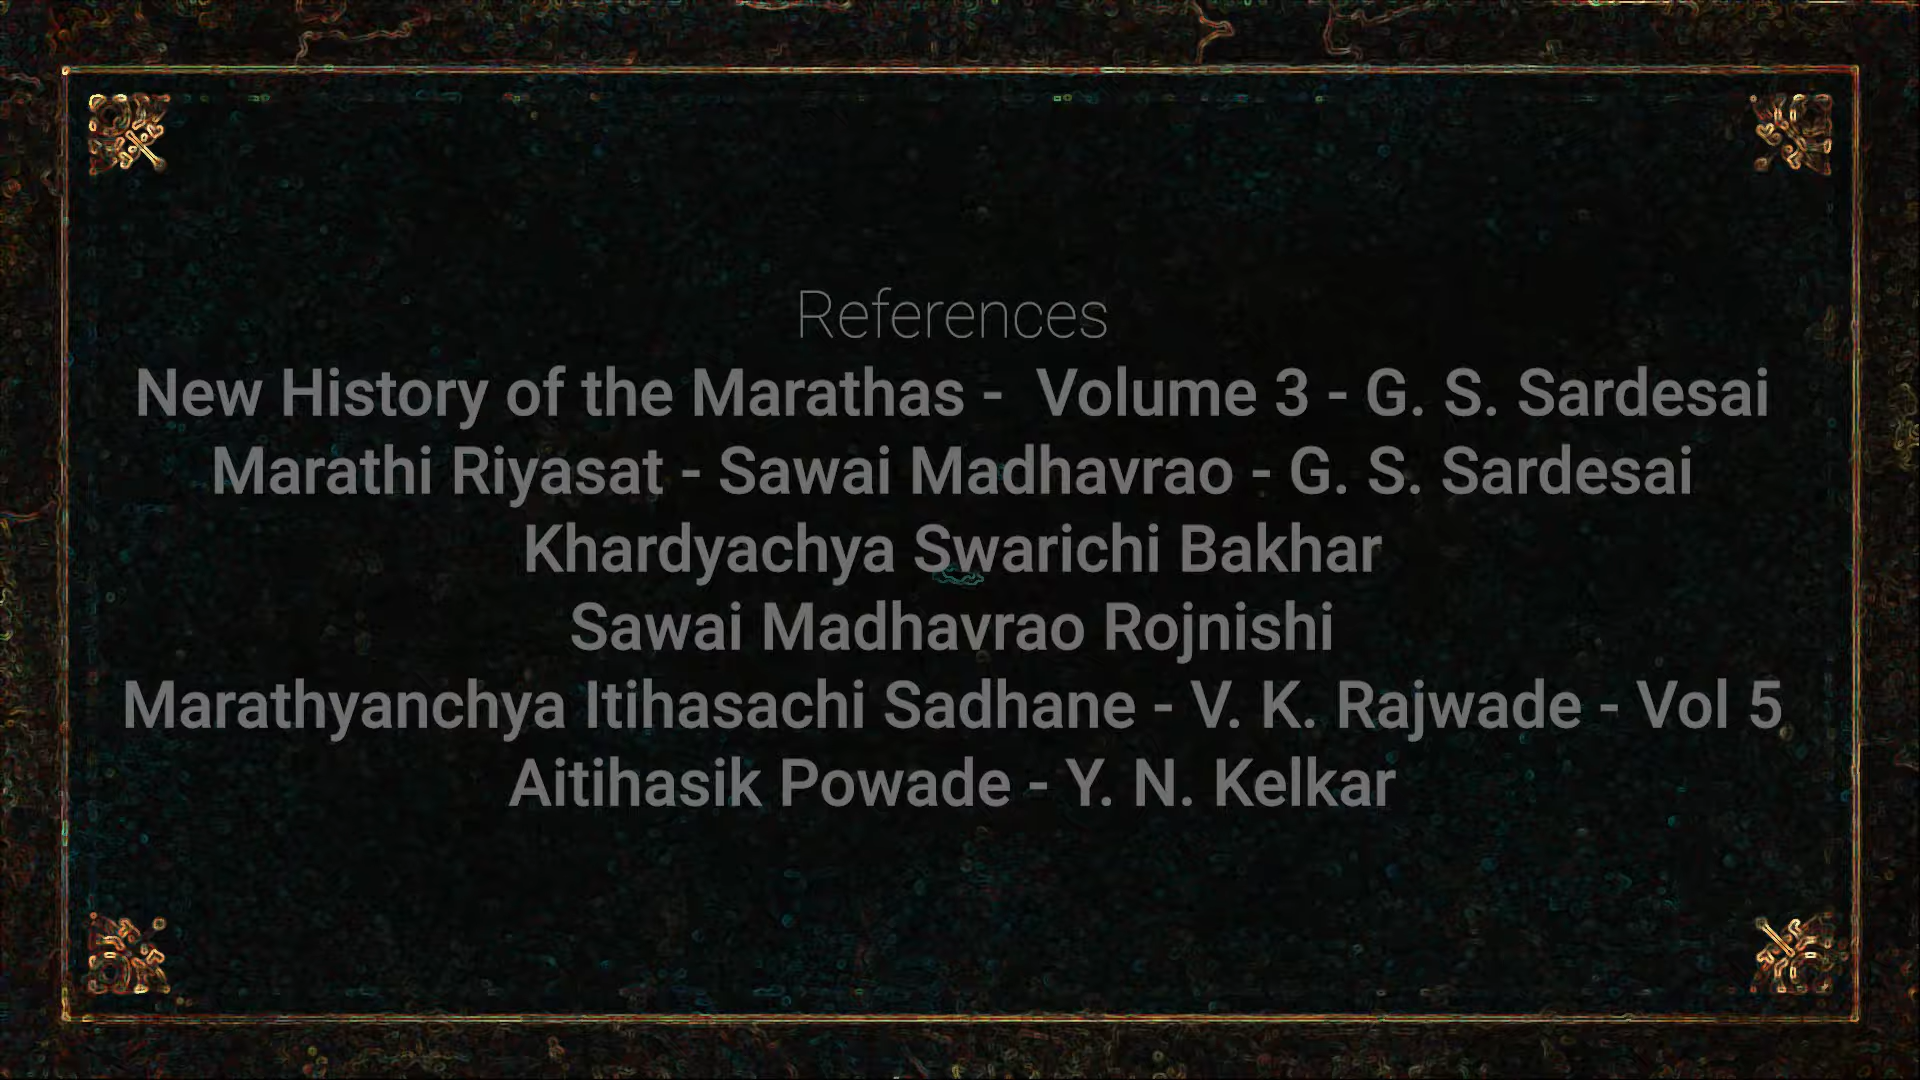 References
New History of the Marathas -  Volume 3 - G. S. Sardesai
Marathi Riyasat - Sawai Madhavrao - G. S. Sardesai
Khardyachya Swarichi Bakhar
Sawai Madhavrao Rojnishi
Marathyanchya Itihasachi Sadhane - V. K. Rajwade - Vol 5
Aitihasik Powade - Y. N. Kelkar